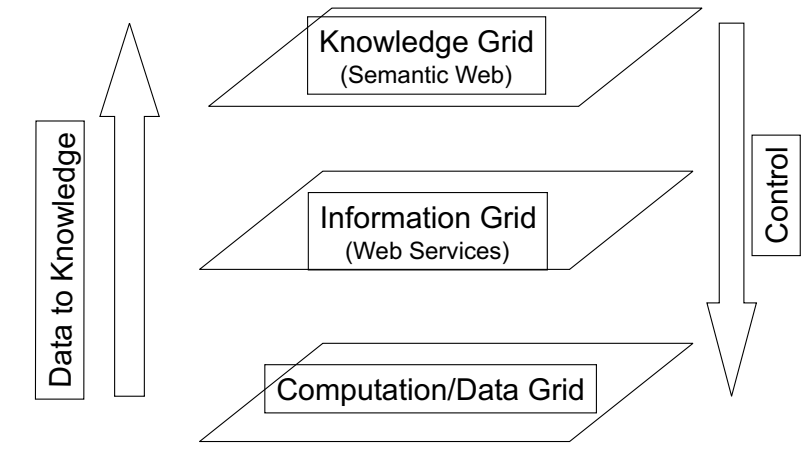 Knowledge Grid
(Semantic Web)
Data to Knowledge
Information Grid
(Web Services)
Control
Computation/Data Grid